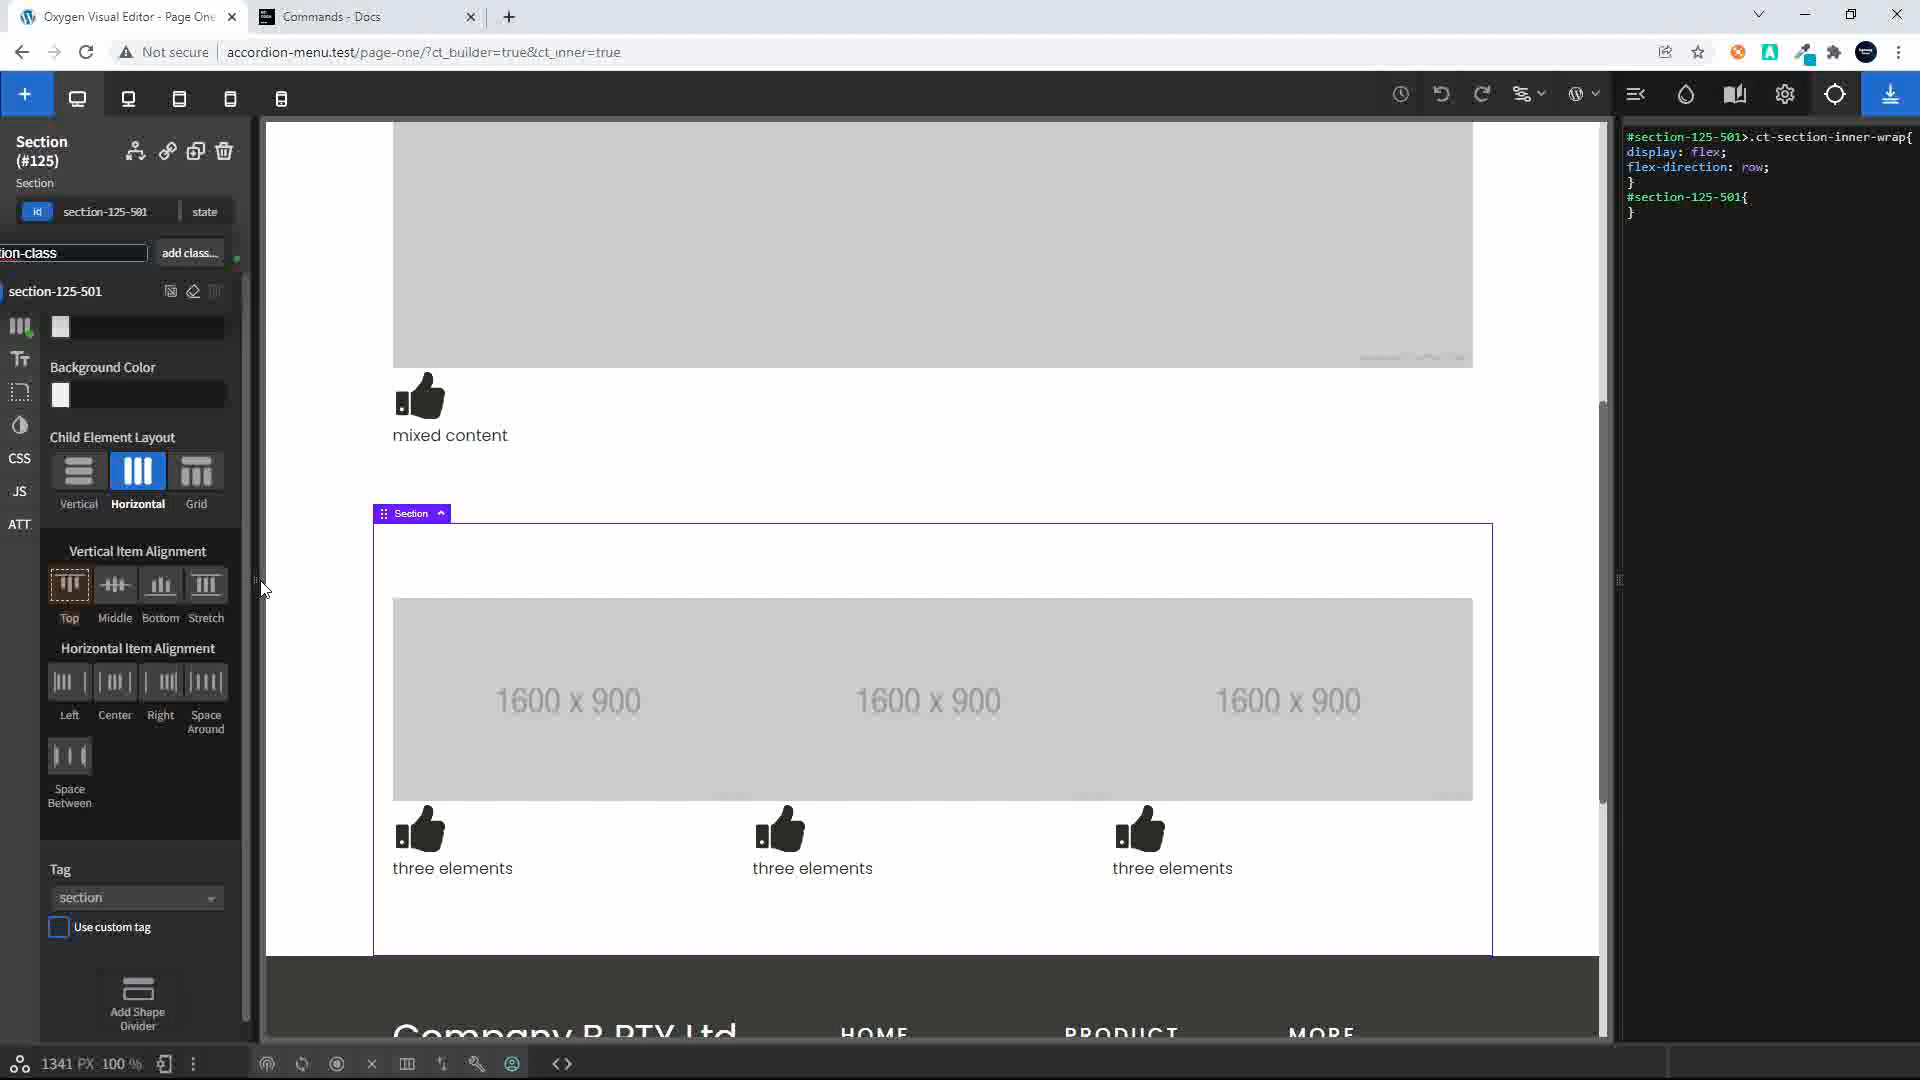 Oxygen Visual Editor - Page One
Commands - Docs
Not secure
accordion-menu.test/page-one/?ct_builder=true&ct_inner=true
Section
(#125)
Section
id
section-125-501
state
tion-class
add class...
section-125-501
Background Color
Child Element Layout
Vertical
Horizontal
Grid
CSS
JS
ATT
Vertical Item Alignment
Top
Middle
Bottom
Stretch
Horizontal Item Alignment
Left
Center
Right
Space
Around
Space
Between
Tag
section
Use custom tag
Add Shape
Divider
1341 PX 100 %
mixed content
Section
1600 x 900
1600 x 900
1600 x 900
three elements
three elements
three elements
Company B PTY Ltd
HOME
PRODUCT
MORE
#section-125-501>.ct-section-inner-wrap{
display: flex;
flex-direction: row;
}
#section-125-501{
}